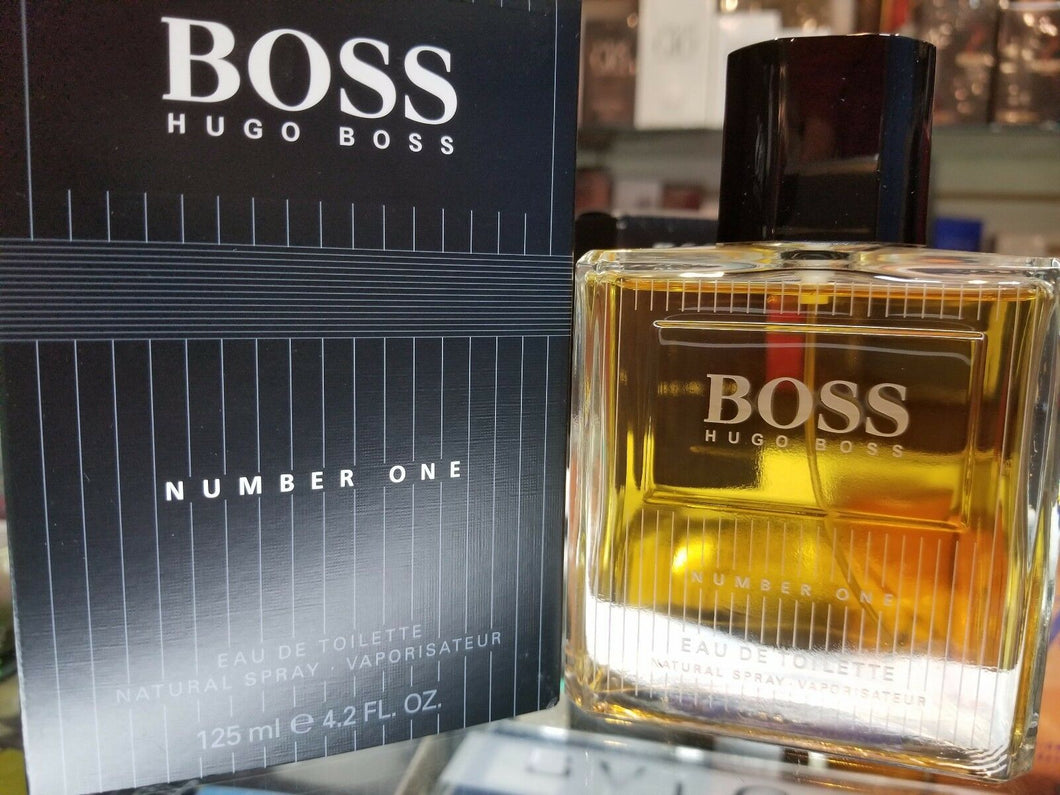 BOSS
HUGO BOSS
NUMBER ONE
EAU DE TOILETTE
NATURAL SPRAY · VAPORISATEUR
125 ml ℮ 4.2 FL. OZ.
BOSS
HUGO BOSS
NUMBER ONE
EAU DE TOILETTE
NATURAL SPRAY · VAPORISATEUR